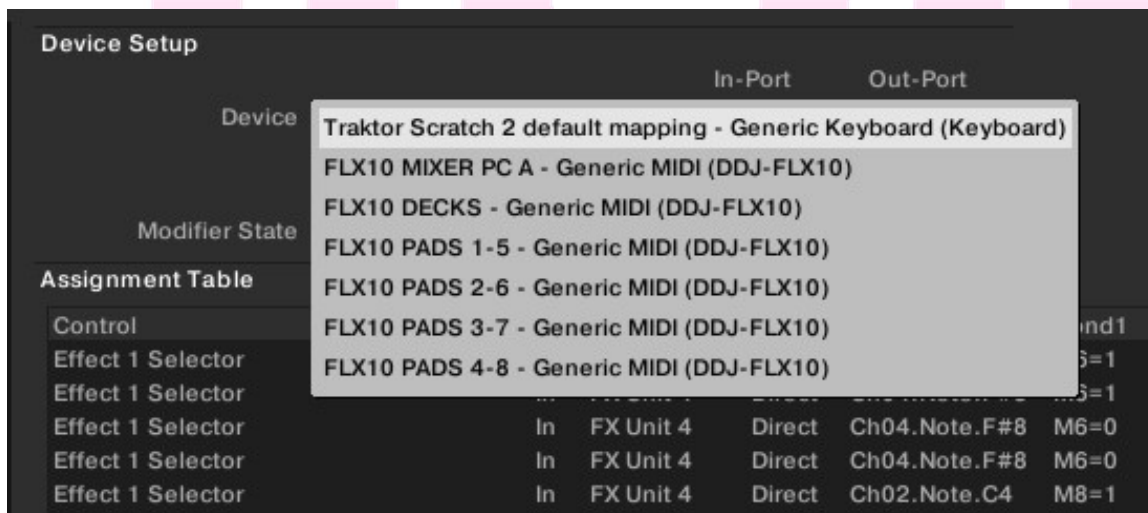 Device Setup
In-Port Out-Port
Device
Traktor Scratch 2 default mapping - Generic Keyboard (Keyboard)
FLX10 MIXER PC A - Generic MIDI (DDJ-FLX10)
FLX10 DECKS - Generic MIDI (DDJ-FLX10)
Modifier State
FLX10 PADS 1-5 - Generic MIDI (DDJ-FLX10)
Assignment Table
FLX10 PADS 2-6 - Generic MIDI (DDJ-FLX10)
Control
FLX10 PADS 3-7 - Generic MIDI (DDJ-FLX10)
Effect 1 Selector
FLX10 PADS 4-8 - Generic MIDI (DDJ-FLX10)
Effect 1 Selector
Effect 1 Selector In FX Unit 4 Direct Ch04.Note.F#8 M6=0
Effect 1 Selector In FX Unit 4 Direct Ch04.Note.F#8 M6=0
Effect 1 Selector In FX Unit 4 Direct Ch02.Note.C4 M8=1